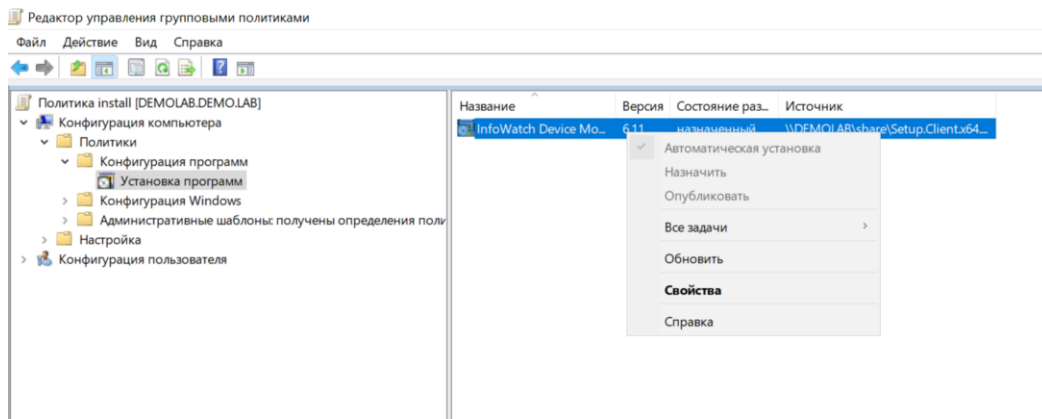 Редактор управления групповыми политиками
Файл Действие Вид Справка
Политика install [DEMOLAB.DEMO.LAB]
Конфигурация компьютера
Политики
Конфигурация программ
Установка программ
Конфигурация Windows
Административные шаблоны: получены определения поли
Настройка
Конфигурация пользователя
Название Версия Состояние раз... Источник
InfoWatch Device Mo... 6.11 назначенный \\DEMOLAB\share\Setup.Client.x64...
Автоматическая установка
Назначить
Опубликовать
Все задачи
Обновить
Свойства
Справка